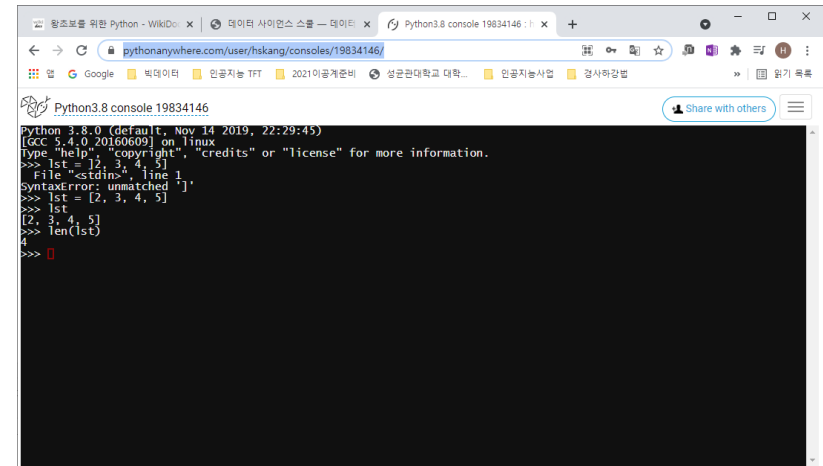 왕초보를 위한 Python - WikiDoc
데이터 사이언스 스쿨 — 데이터
Python3.8 console 19834146 : h
pythonanywhere.com/user/hskang/consoles/19834146/
앱
Google
빅데이터
인공지능 TFT
2021이공계준비
성균관대학교 대학...
인공지능사업
경사하강법
»
읽기 목록
Python3.8 console 19834146
Share with others
Python 3.8.0 (default, Nov 14 2019, 22:29:45)
[GCC 5.4.0 20160609] on linux
Type "help", "copyright", "credits" or "license" for more information.
>>> lst = ]2, 3, 4, 5]
File "<stdin>", line 1
SyntaxError: unmatched ']'
>>> lst = [2, 3, 4, 5]
>>> lst
[2, 3, 4, 5]
>>> len(lst)
4
>>>